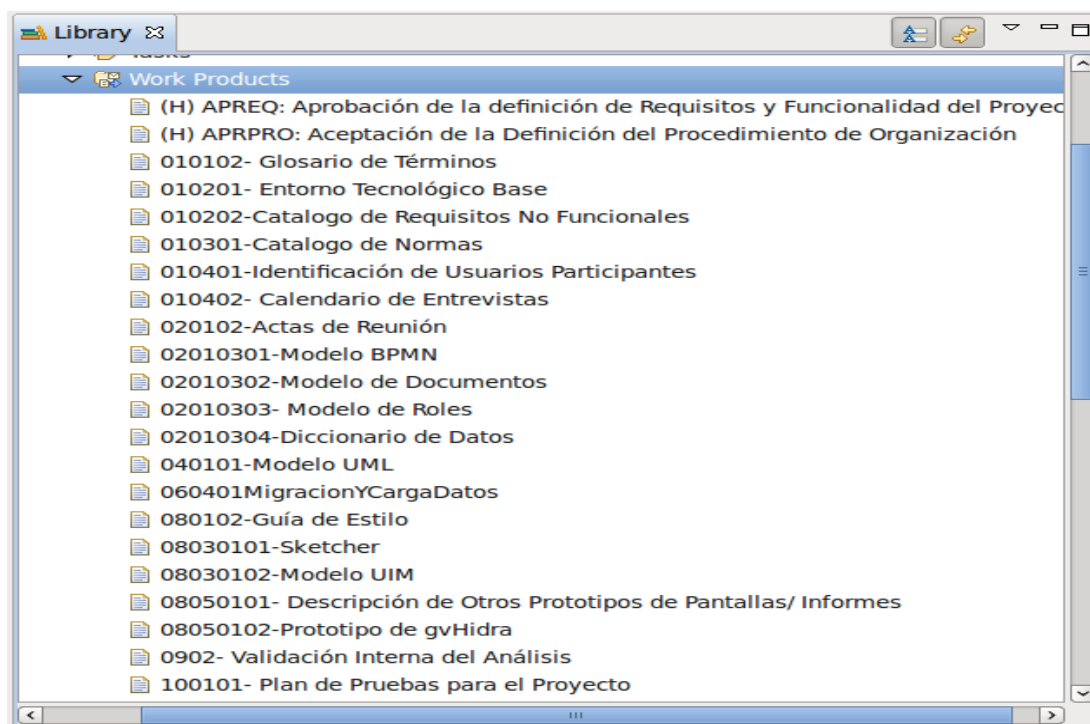 Library
Tasks
Work Products
(H) APREQ: Aprobación de la definición de Requisitos y Funcionalidad del Proyec
(H) APRPRO: Aceptación de la Definición del Procedimiento de Organización
010102- Glosario de Términos
010201- Entorno Tecnológico Base
010202-Catalogo de Requisitos No Funcionales
010301-Catalogo de Normas
010401-Identificación de Usuarios Participantes
010402- Calendario de Entrevistas
020102-Actas de Reunión
02010301-Modelo BPMN
02010302-Modelo de Documentos
02010303- Modelo de Roles
02010304-Diccionario de Datos
040101-Modelo UML
060401MigracionYCargaDatos
080102-Guía de Estilo
08030101-Sketcher
08030102-Modelo UIM
08050101- Descripción de Otros Prototipos de Pantallas/ Informes
08050102-Prototipo de gvHidra
0902- Validación Interna del Análisis
100101- Plan de Pruebas para el Proyecto